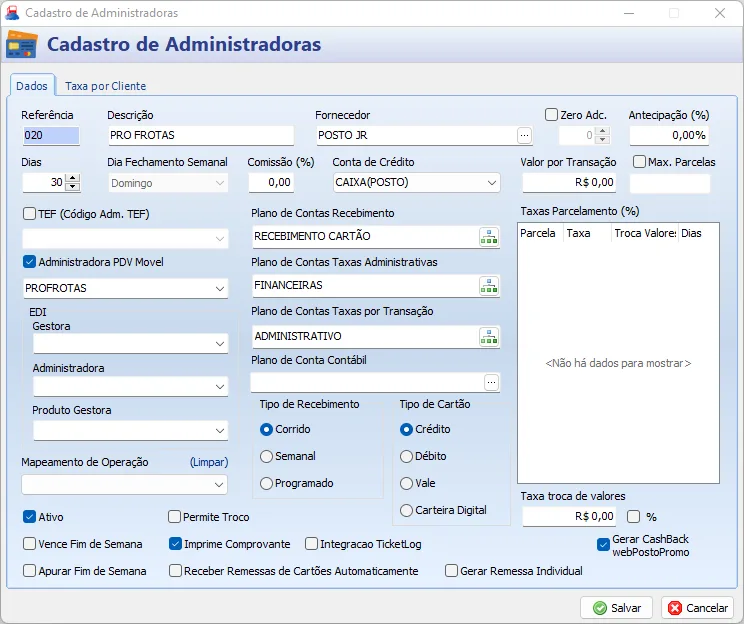 Cadastro de Administradoras
Cadastro de Administradoras
Dados Taxa por Cliente
Referência Descrição Fornecedor Zero Adc. Antecipação (%)
020 PRO FROTAS POSTO JR ... 0 0,00%
Dias Dia Fechamento Semanal Comissão (%) Conta de Crédito Valor por Transação Max. Parcelas
30 Domingo 0,00 CAIXA(POSTO) R$ 0,00
TEF (Código Adm. TEF) Plano de Contas Recebimento Taxas Parcelamento (%)
RECEBIMENTO CARTÃO Parcela Taxa Troca Valores Dias
Administradora PDV Movel Plano de Contas Taxas Administrativas
PROFROTAS FINANCEIRAS
EDI Plano de Contas Taxas por Transação
Gestora
ADMINISTRATIVO
Administradora Plano de Conta Contábil <Não há dados para mostrar>
...
Produto Gestora Tipo de Recebimento Tipo de Cartão
Corrido Crédito
Mapeamento de Operação (Limpar) Semanal Débito
Programado Vale
Carteira Digital Taxa troca de valores
Ativo Permite Troco R$ 0,00 %
Vence Fim de Semana Imprime Comprovante Integracao TicketLog Gerar CashBack
webPostoPromo
Apurar Fim de Semana Receber Remessas de Cartões Automaticamente Gerar Remessa Individual
Salvar Cancelar